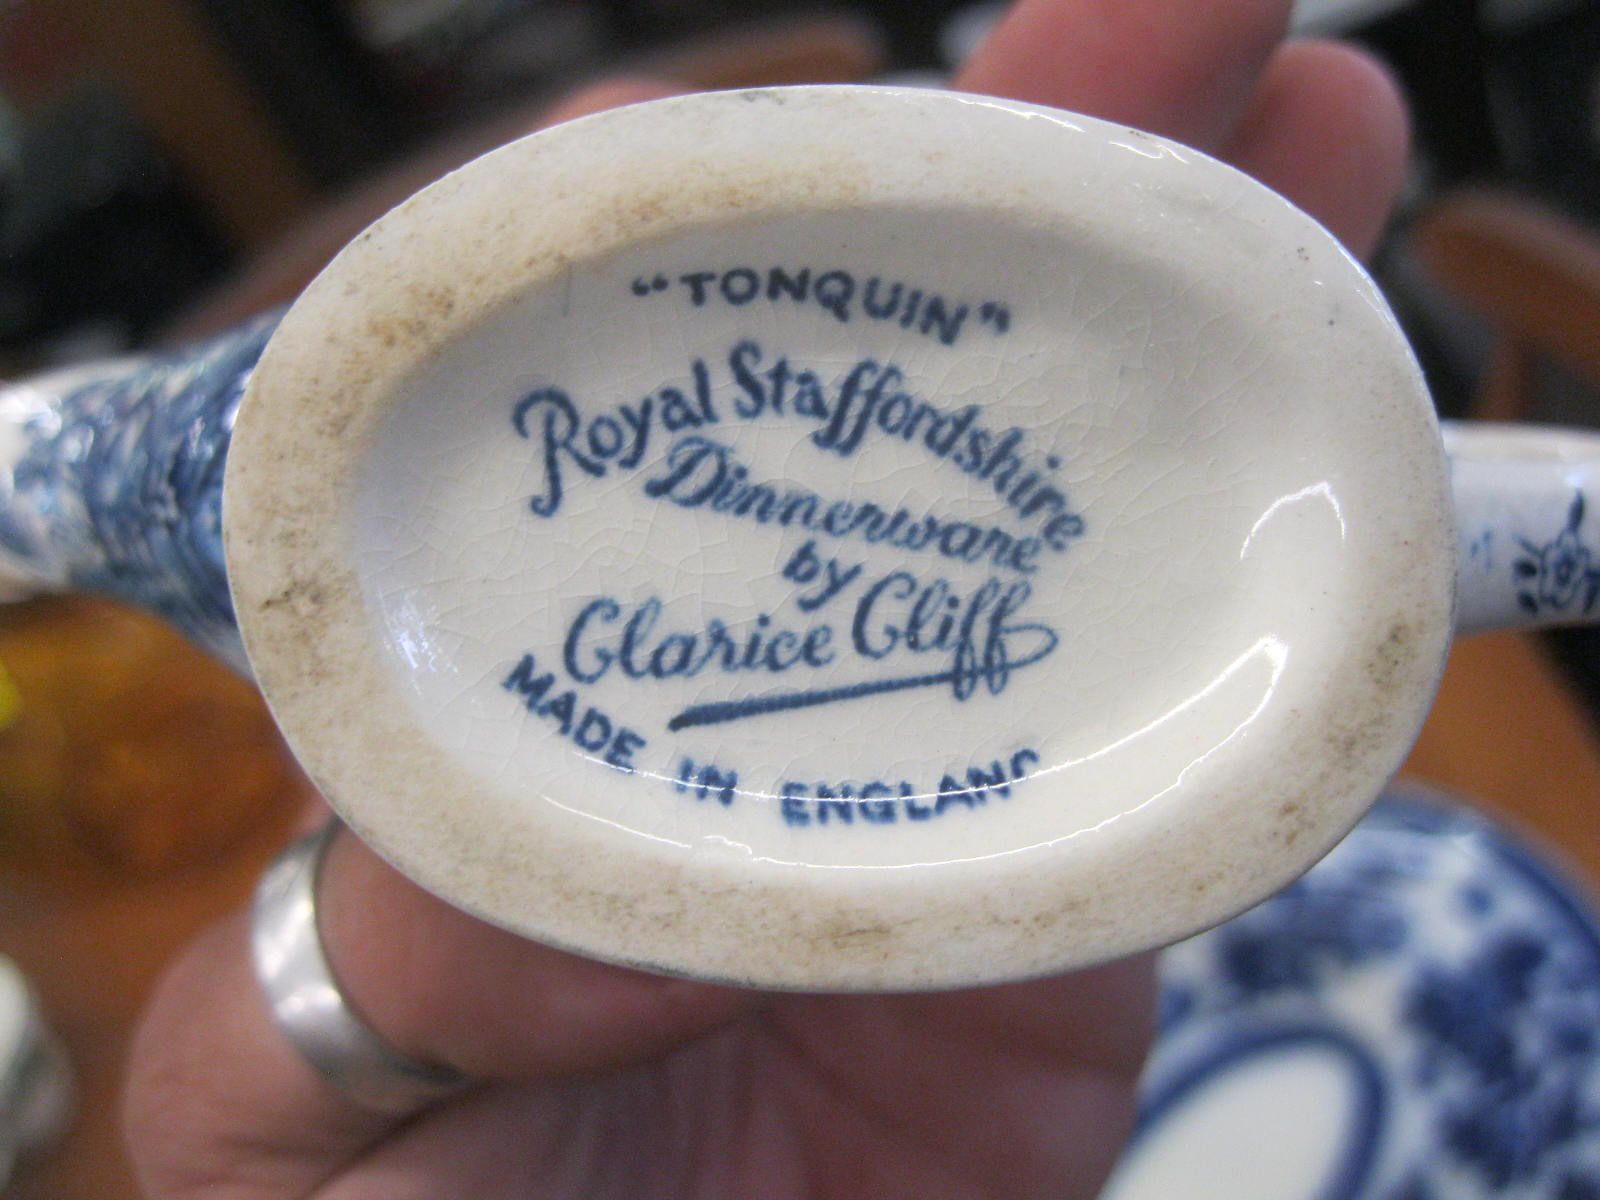 "TONQUIN"
Royal Staffordshire
Dinnerware
by
Clarice Cliff
MADE IN ENGLAND